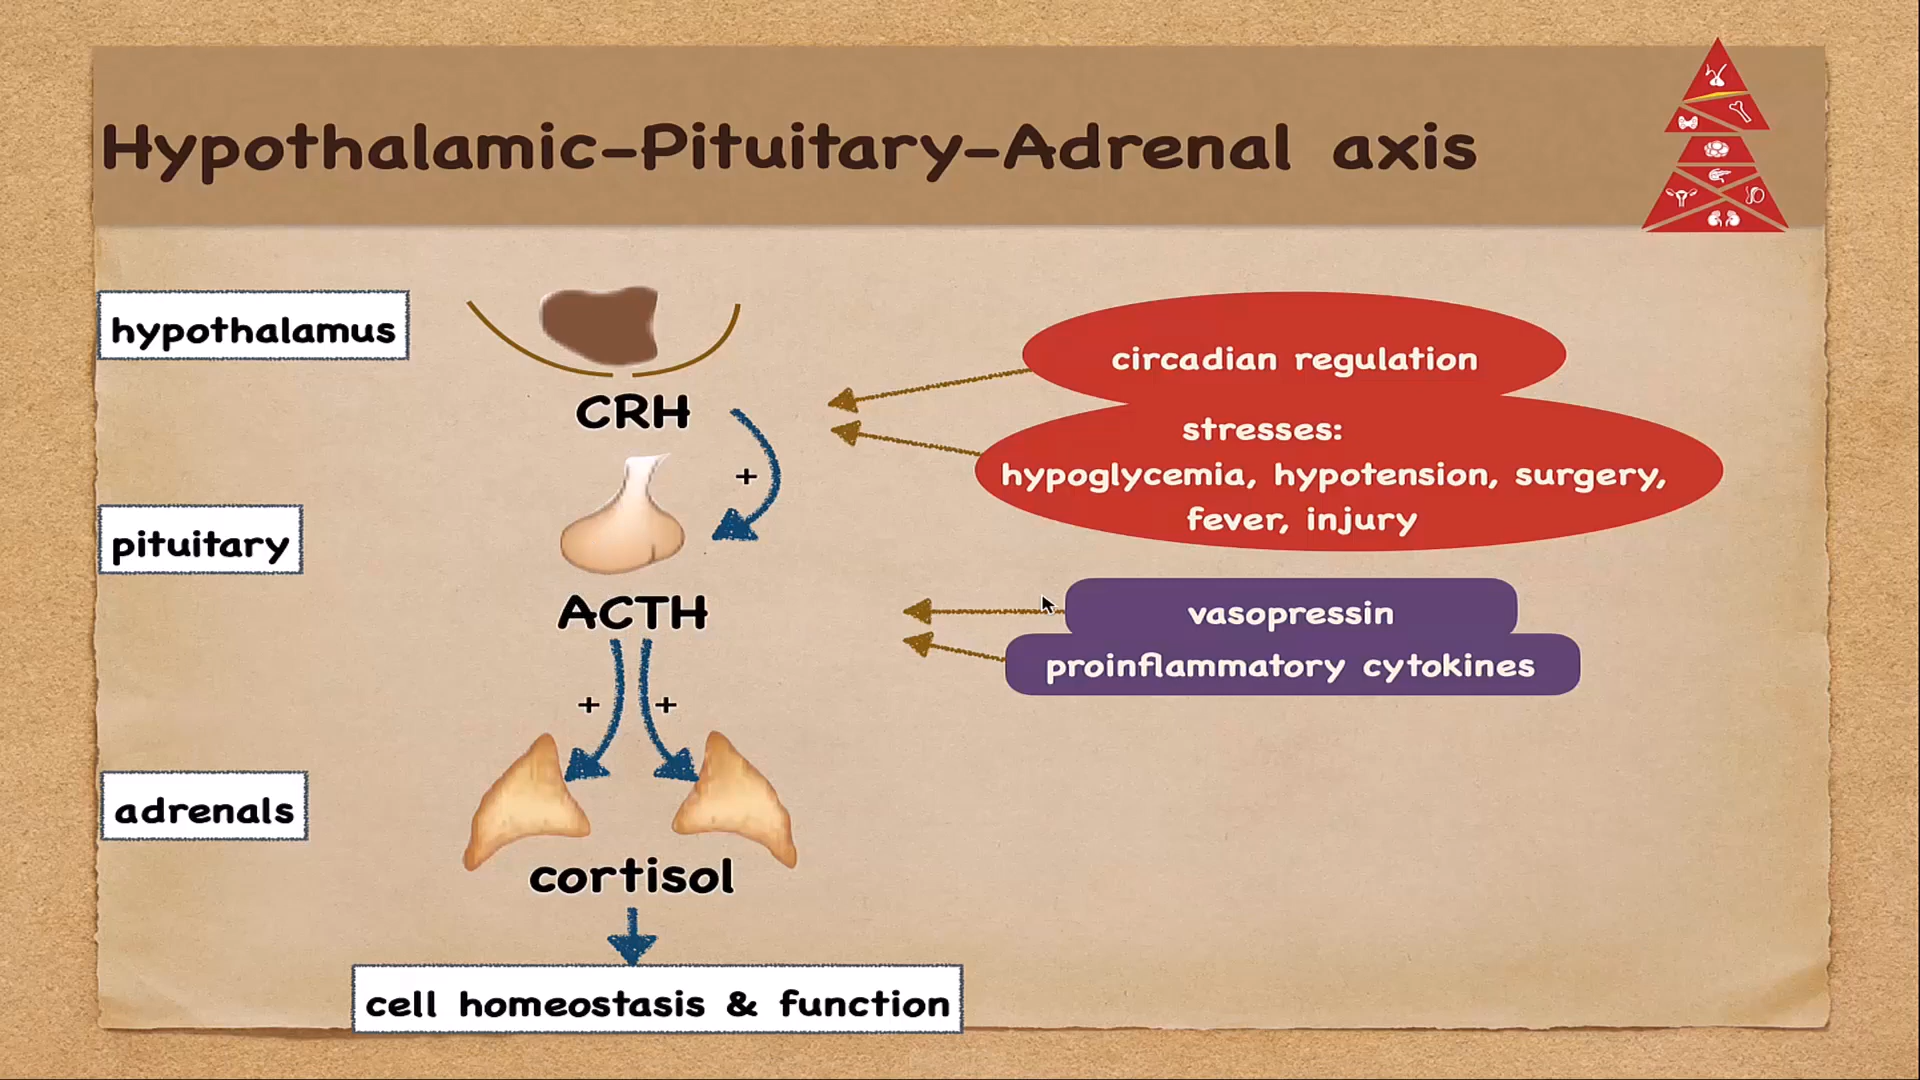 Hypothalamic-Pituitary-Adrenal axis
hypothalamus
CRH
+
pituitary
ACTH
+ +
adrenals
cortisol
cell homeostasis & function
circadian regulation
stresses:
hypoglycemia, hypotension, surgery,
fever, injury
vasopressin
proinflammatory cytokines